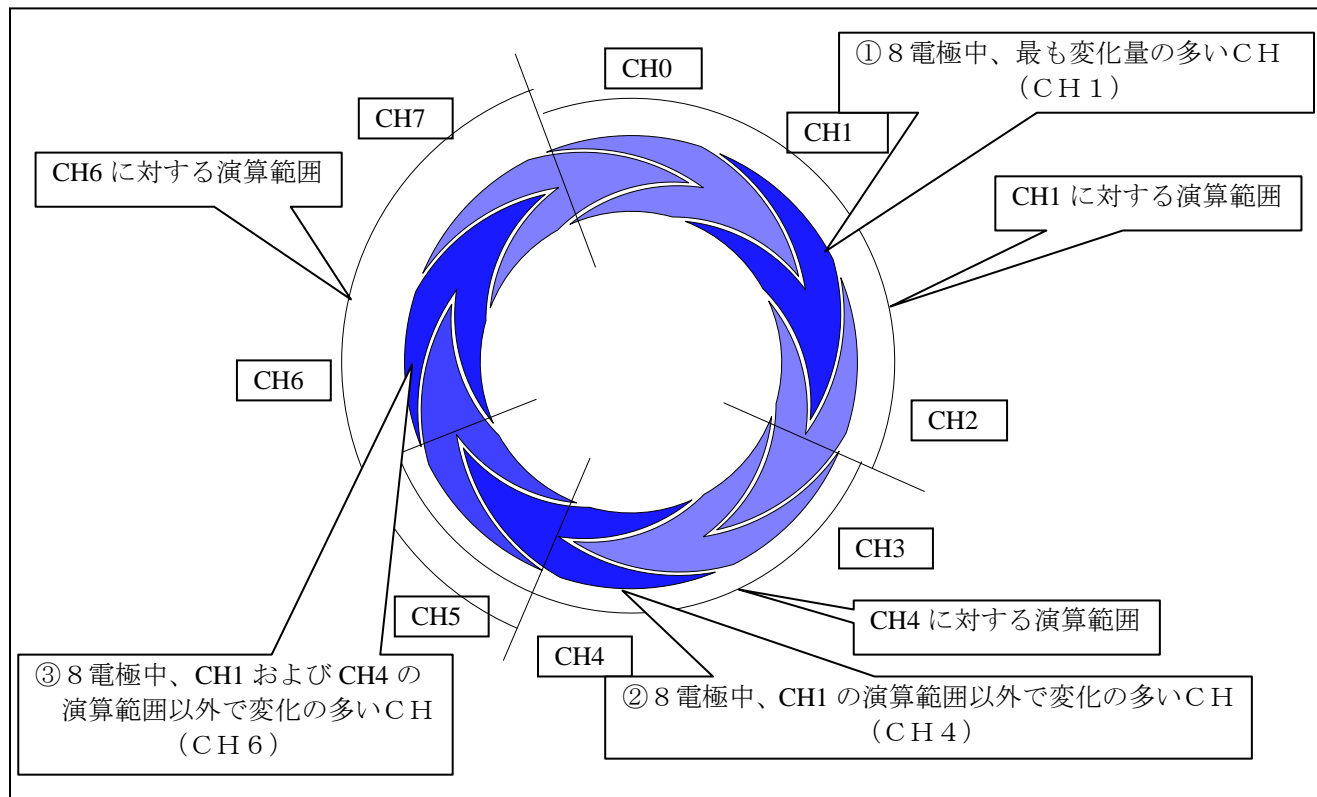 ①８電極中、最も変化量の多いＣＨ
（ＣＨ１）
CH0
CH7
CH1
CH6 に対する演算範囲
CH1 に対する演算範囲
CH6
CH2
CH3
CH5
CH4 に対する演算範囲
CH4
③８電極中、CH1 および CH4 の
演算範囲以外で変化の多いＣＨ
（ＣＨ６）
②８電極中、CH1 の演算範囲以外で変化の多いＣＨ
（ＣＨ４）